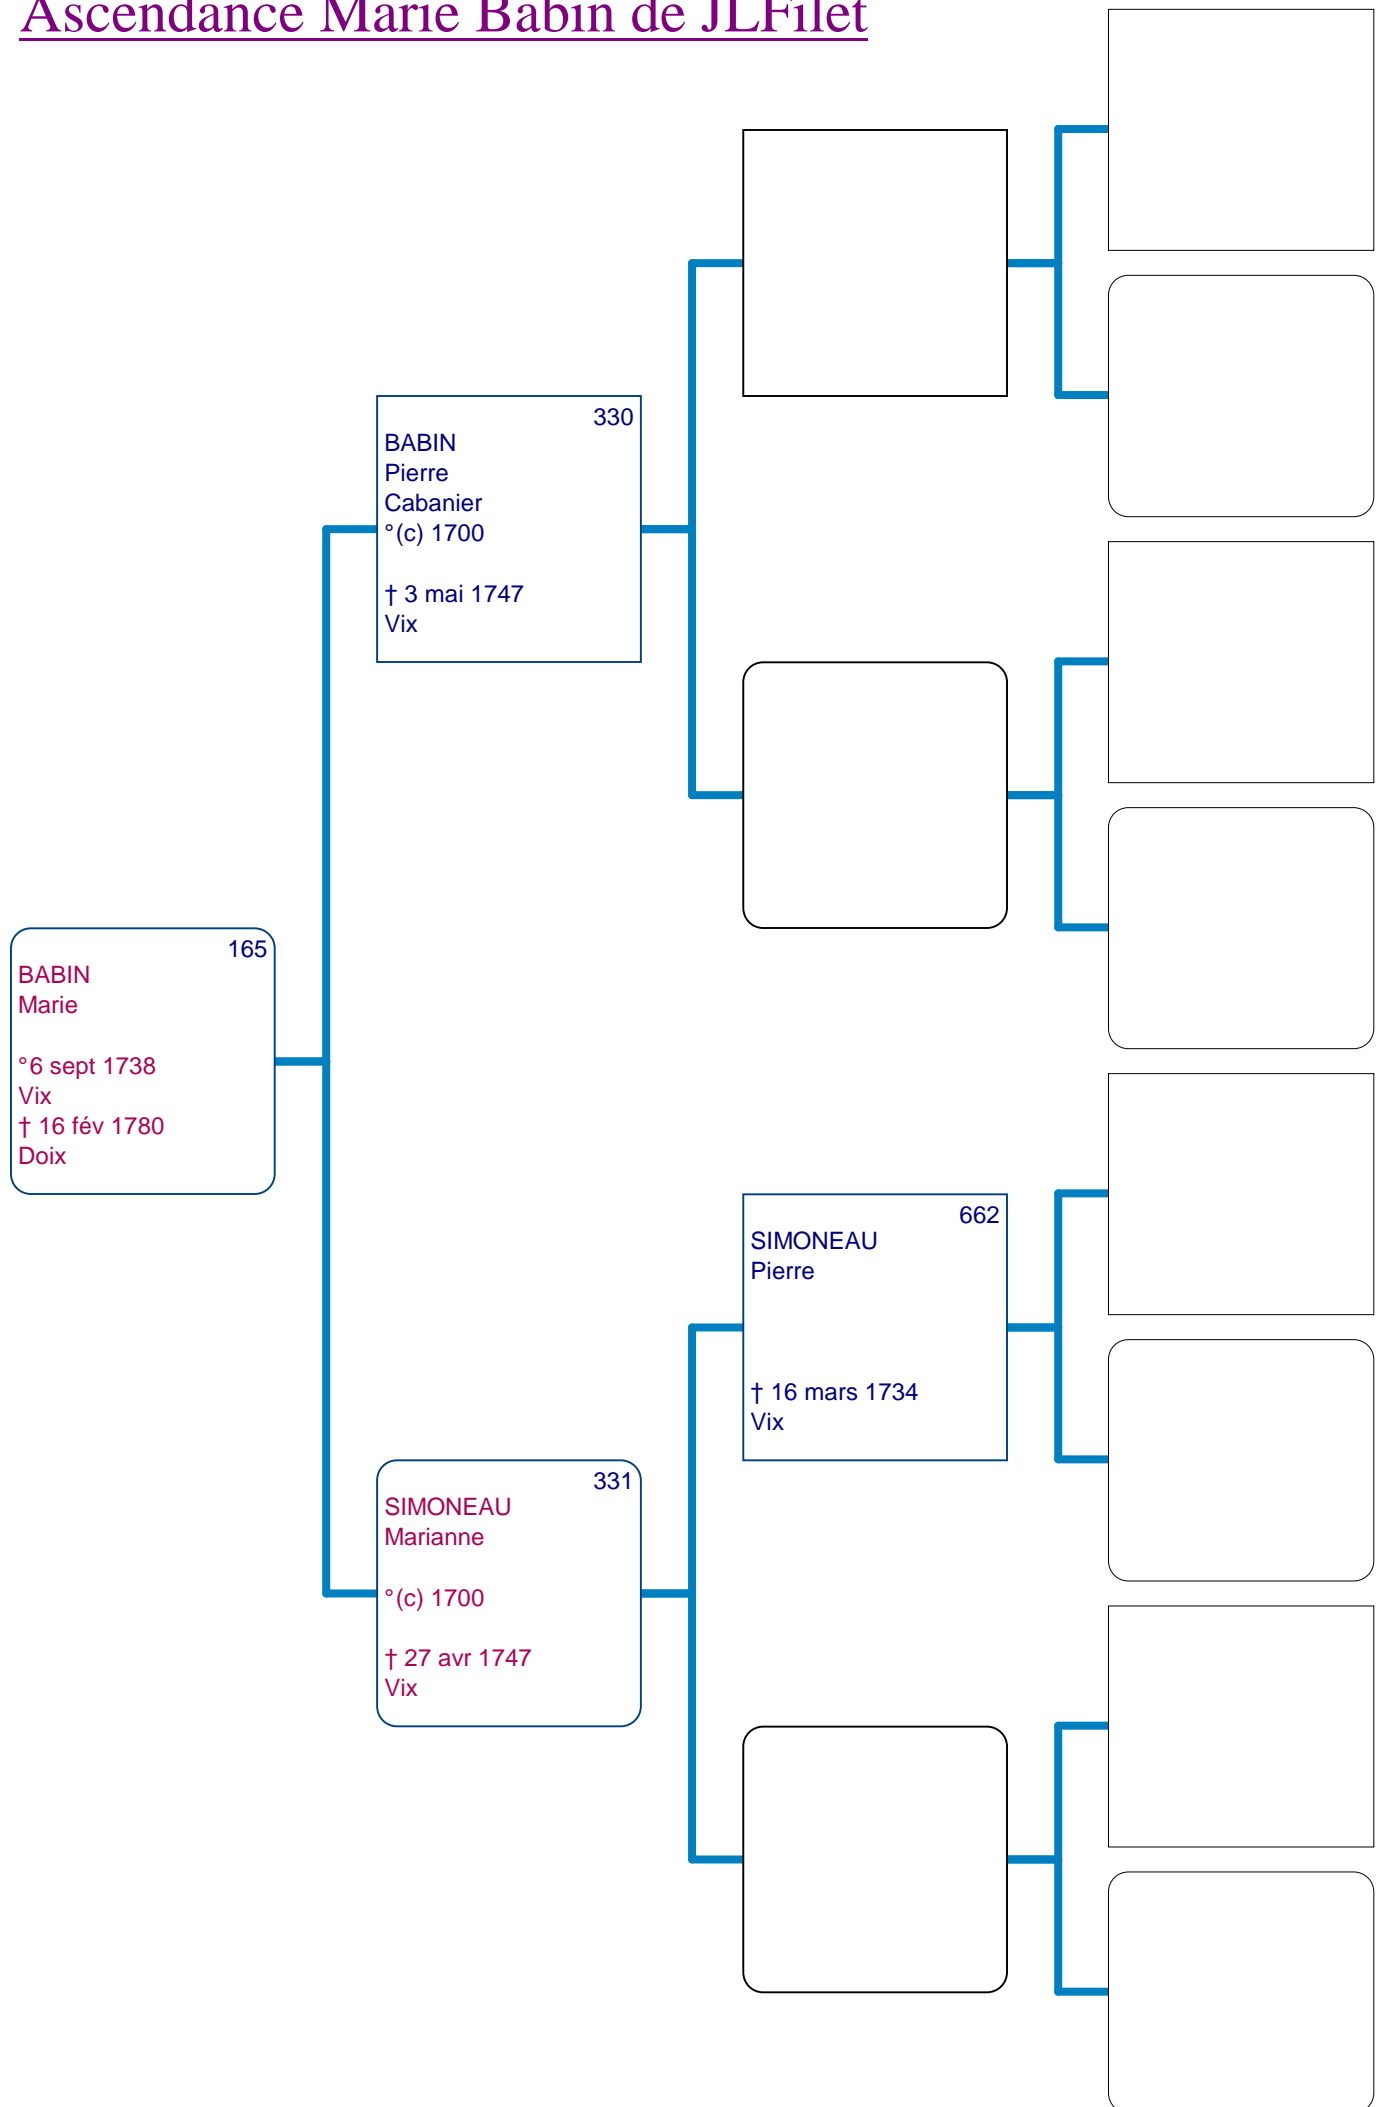 Ascendance Marie Babin de JLFilet
330
BABIN
Pierre
Cabanier
°(c) 1700
† 3 mai 1747
Vix
165
BABIN
Marie
°6 sept 1738
Vix
† 16 fév 1780
Doix
662
SIMONEAU
Pierre
† 16 mars 1734
Vix
331
SIMONEAU
Marianne
°(c) 1700
† 27 avr 1747
Vix